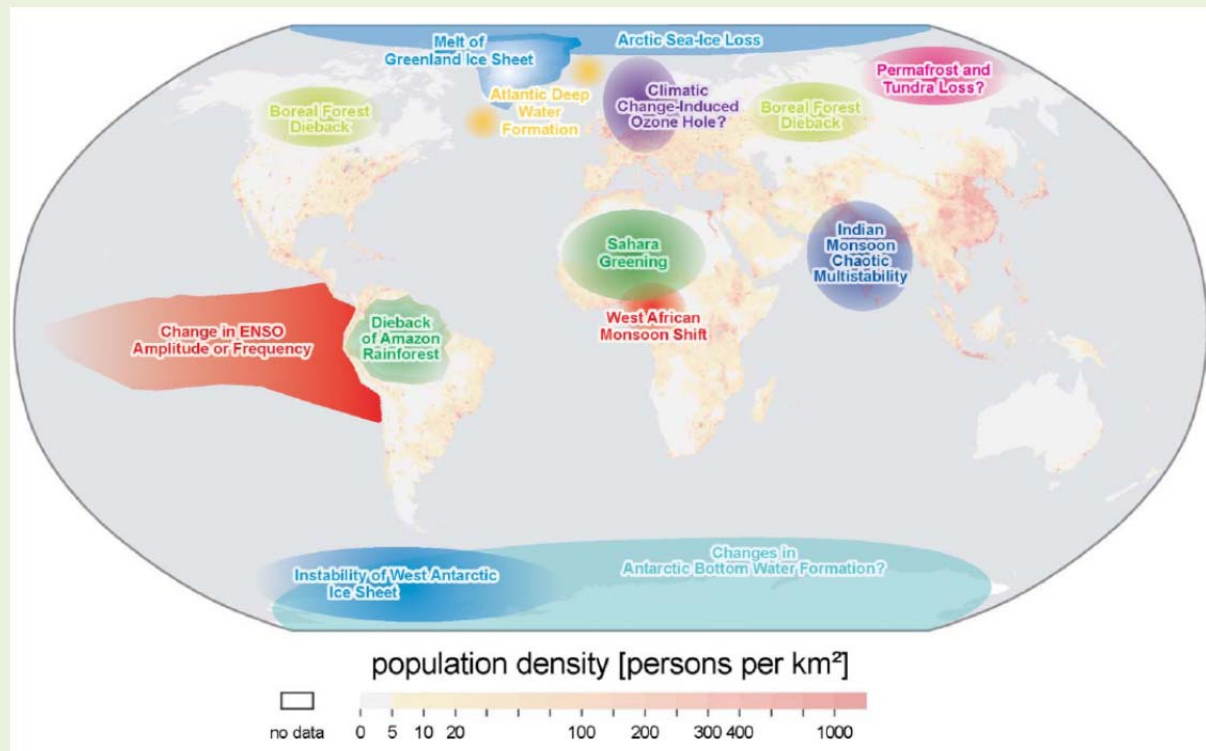 Melt of
Greenland Ice Sheet
Arctic Sea-Ice Loss
Permafrost and
Tundra Loss?
Atlantic Deep
Water
Formation
Climatic
Change-Induced
Ozone Hole?
Boreal Forest
Dieback
Boreal Forest
Dieback
Sahara
Greening
Indian
Monsoon
Chaotic
Multistability
West African
Monsoon Shift
Change in ENSO
Amplitude or Frequency
Dieback
of Amazon
Rainforest
Instability of West Antarctic
Ice Sheet
Changes in
Antarctic Bottom Water Formation?
population density [persons per km²]
no data 0 5 10 20 100 200 300 400 1000